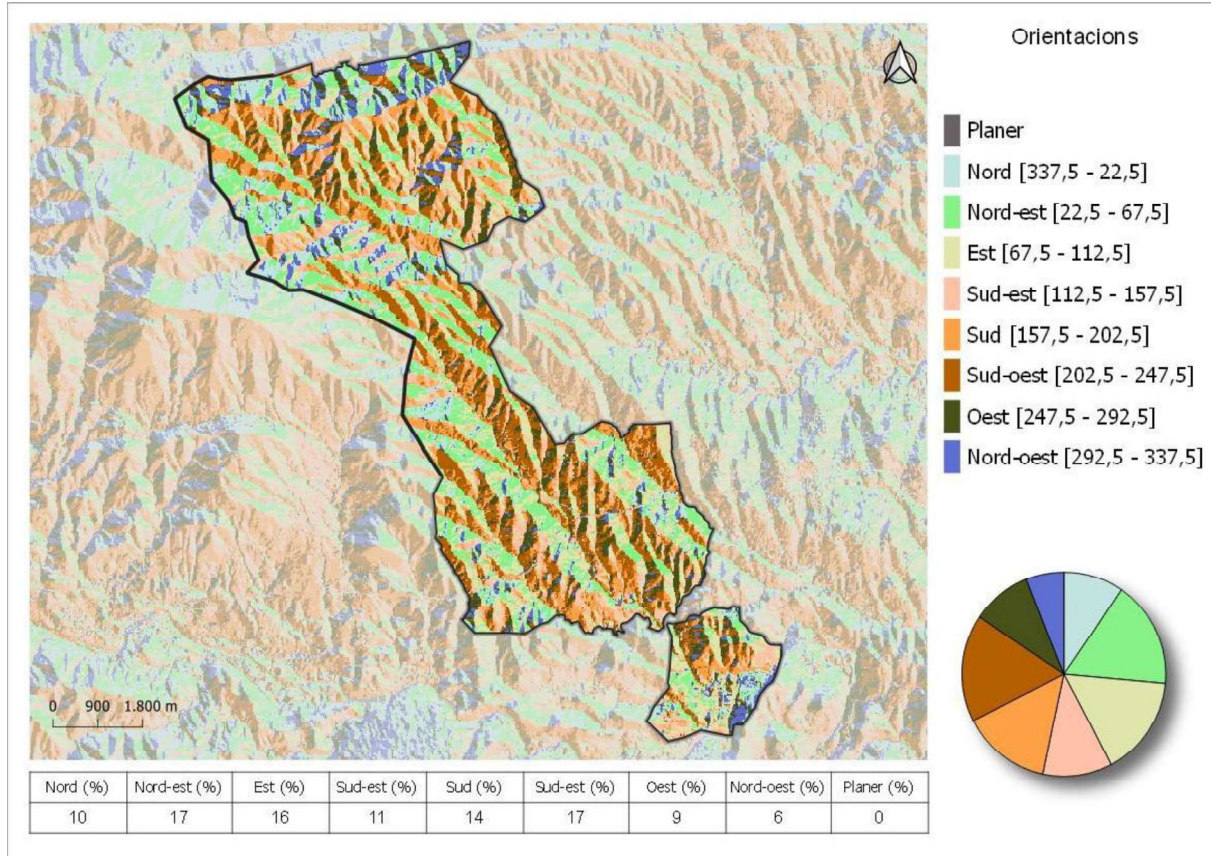 Orientacions
Planer
Nord [337,5 - 22,5]
Nord-est [22,5 - 67,5]
Est [67,5 - 112,5]
Sud-est [112,5 - 157,5]
Sud [157,5 - 202,5]
Sud-oest [202,5 - 247,5]
Oest [247,5 - 292,5]
Nord-oest [292,5 - 337,5]
0 900 1.800 m
Nord (%) Nord-est (%) Est (%) Sud-est (%) Sud (%) Sud-est (%) Oest (%) Nord-oest (%) Planer (%)
10 17 16 11 14 17 9 6 0